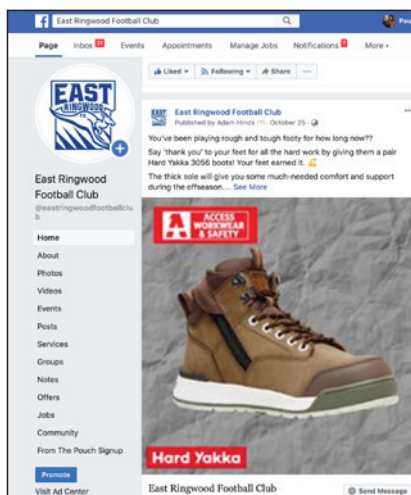 East Ringwood Football Club
Pau
Page
Inbox
Events
Appointments
Manage Jobs
Notifications
More
Liked
Following
Share
EAST
RINGWOOD
East Ringwood
Football Club
@eastringwoodfootballclu
b
Home
About
Photos
Videos
Events
Posts
Services
Groups
Notes
Offers
Jobs
Community
From The Pouch Signup
Promote
Visit Ad Center
East Ringwood Football Club
Published by Adam Hinds · October 25 ·
You've been playing rough and tough footy for how long now??
Say 'thank you' to your feet for all the hard work by giving them a pair
Hard Yakka 3056 boots! Your feet earned it.
The thick sole will give you some much-needed comfort and support
during the offseason.... See More
A ACCESS
WORKWEAR
& SAFETY
Hard Yakka
East Ringwood Football Club
Send Message